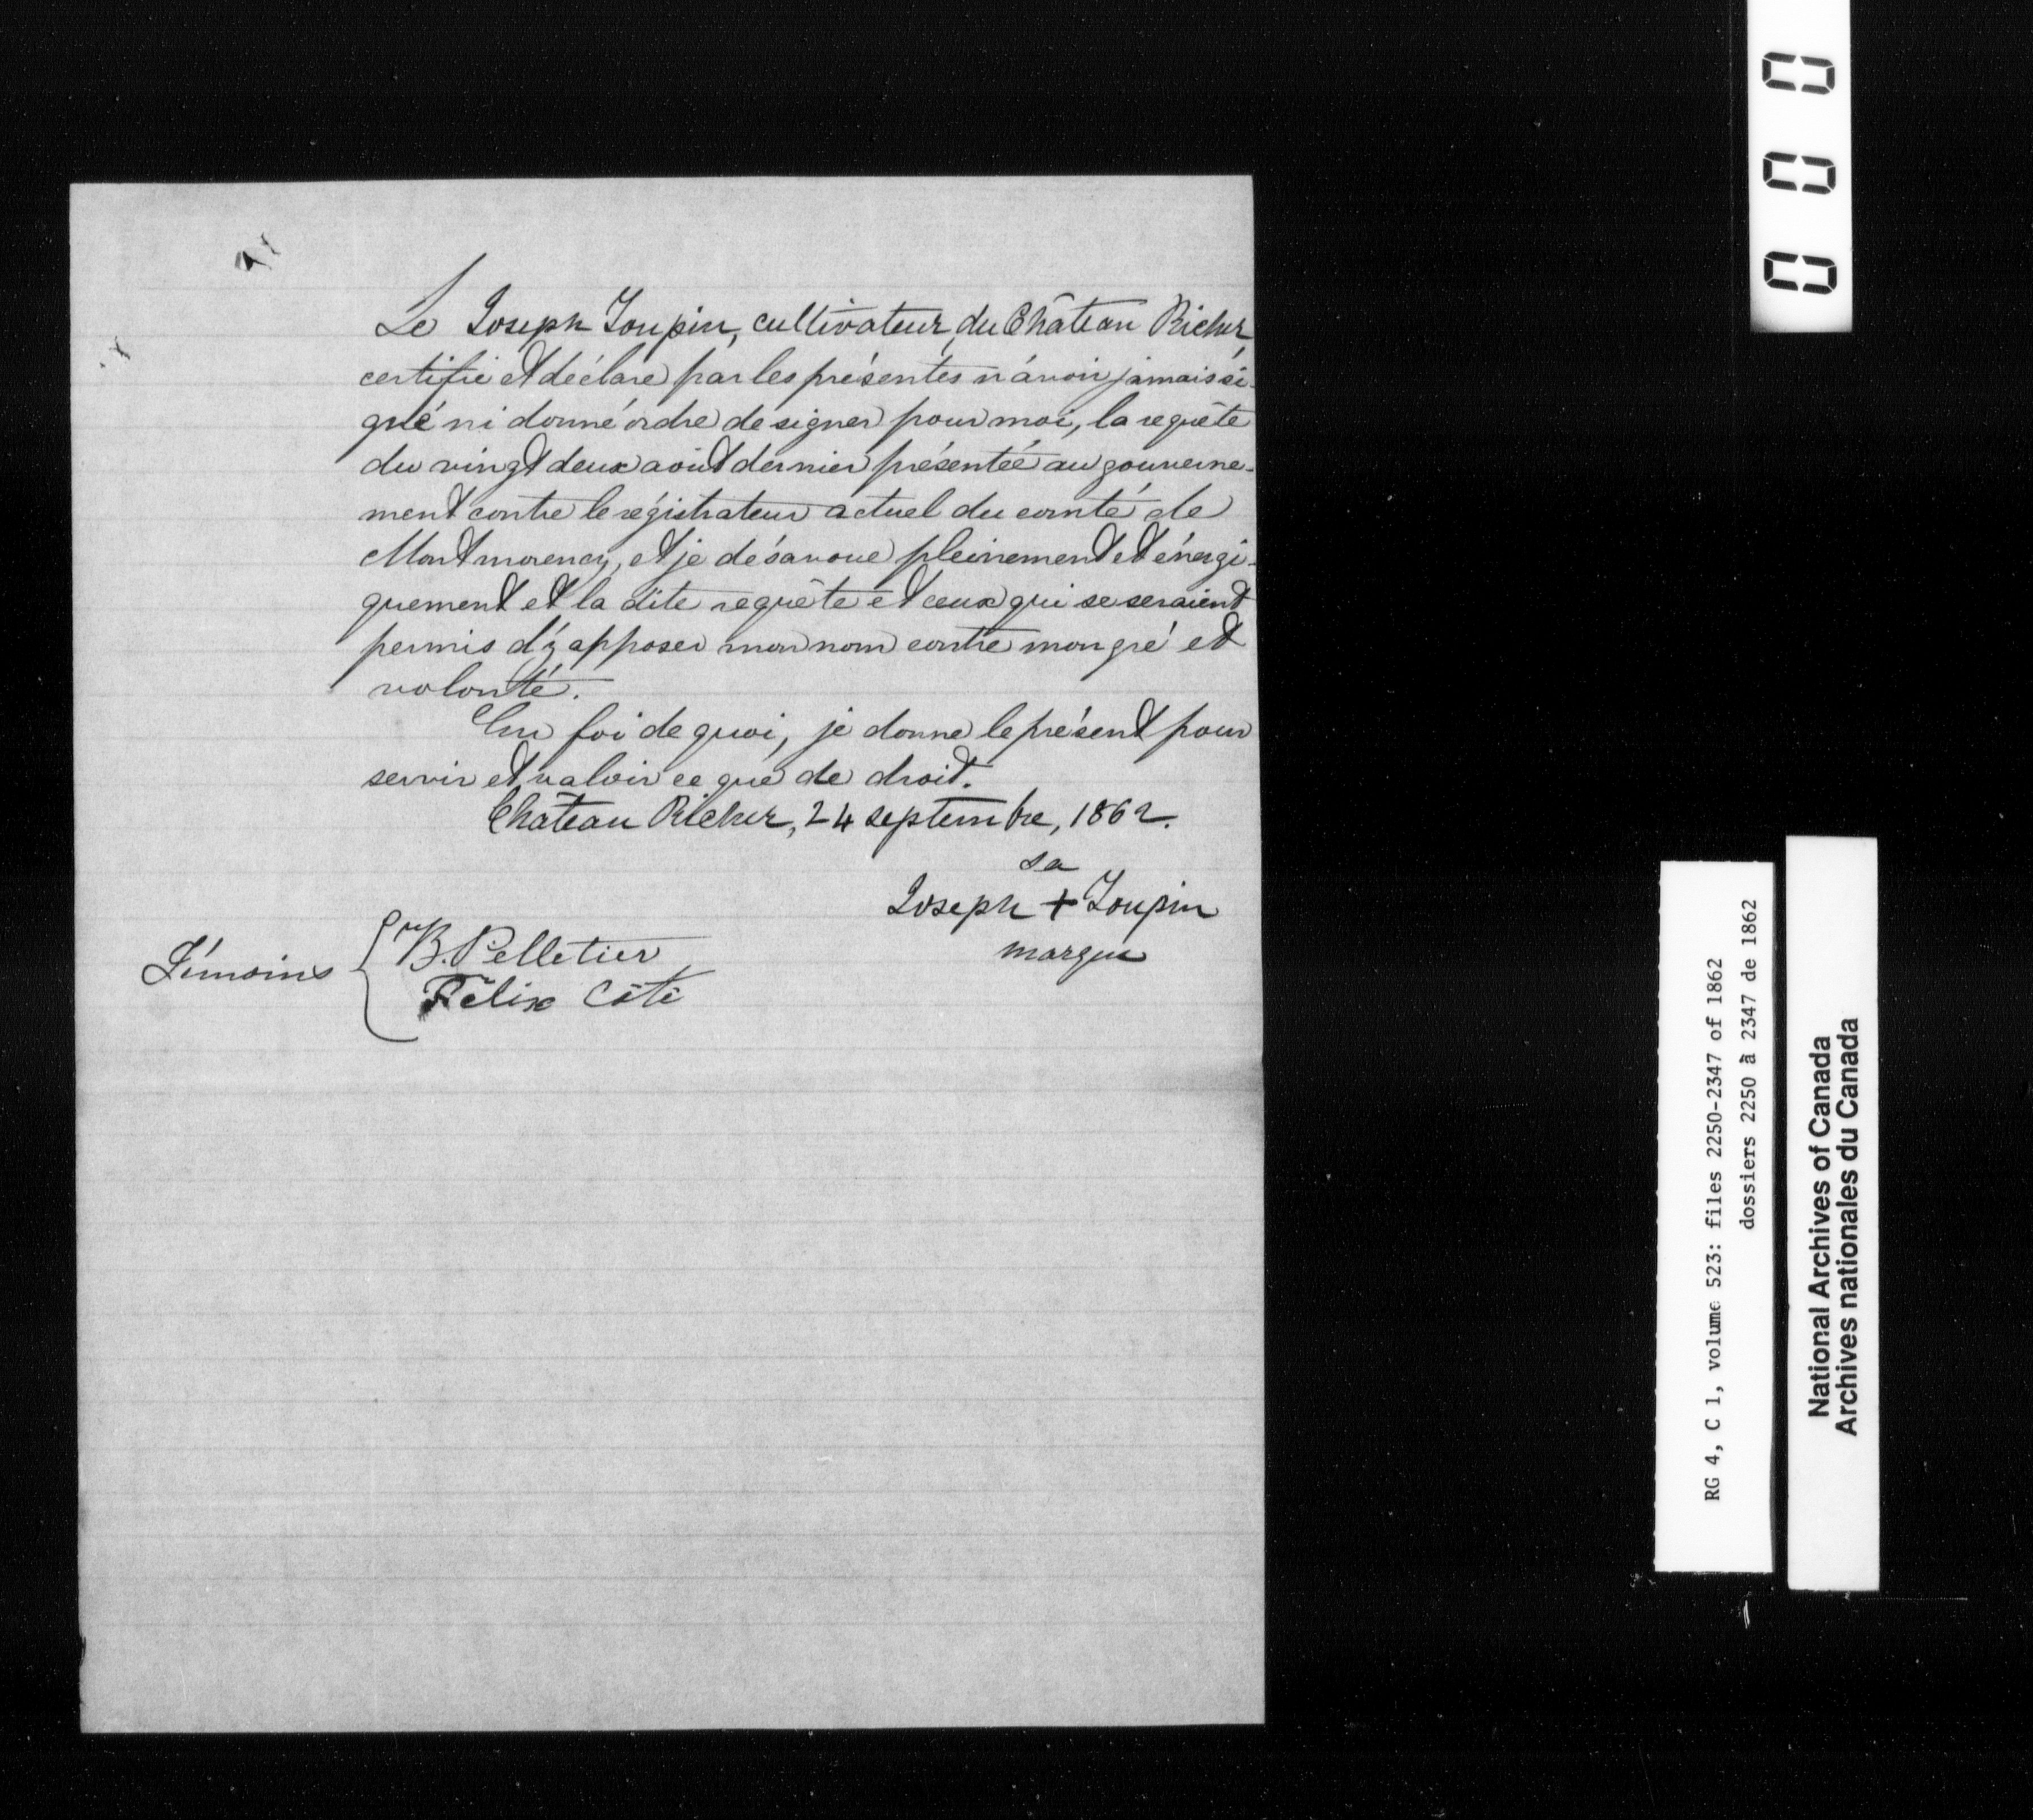 Je Joseph Toupin, cultivateur, du Château Richer,
certifie et déclare par les présentes n'avoir jamais si-
gné ni donné ordre de signer pour moi, la requête
du vingt deux août dernier présentée au gouverne-
ment contre le régistrateur actuel du comté de
Montmorency, et je désavoue pleinement et énergi-
quement et la dite requête et ceux qui se seraient
permis d'y apposer mon nom contre mon gré et
volonté.
En foi de quoi, je donne le présent pour
servir et valoir ce que de droit.
Château Richer, 24 septembre, 1862.
sa
Joseph + Toupin
marque
Témoins
B. Pelletier
Félix Côté
000
RG 4, C 1, volume 523: files 2250-2347 of 1862
dossiers 2250 à 2347 de 1862
National Archives of Canada
Archives nationales du Canada